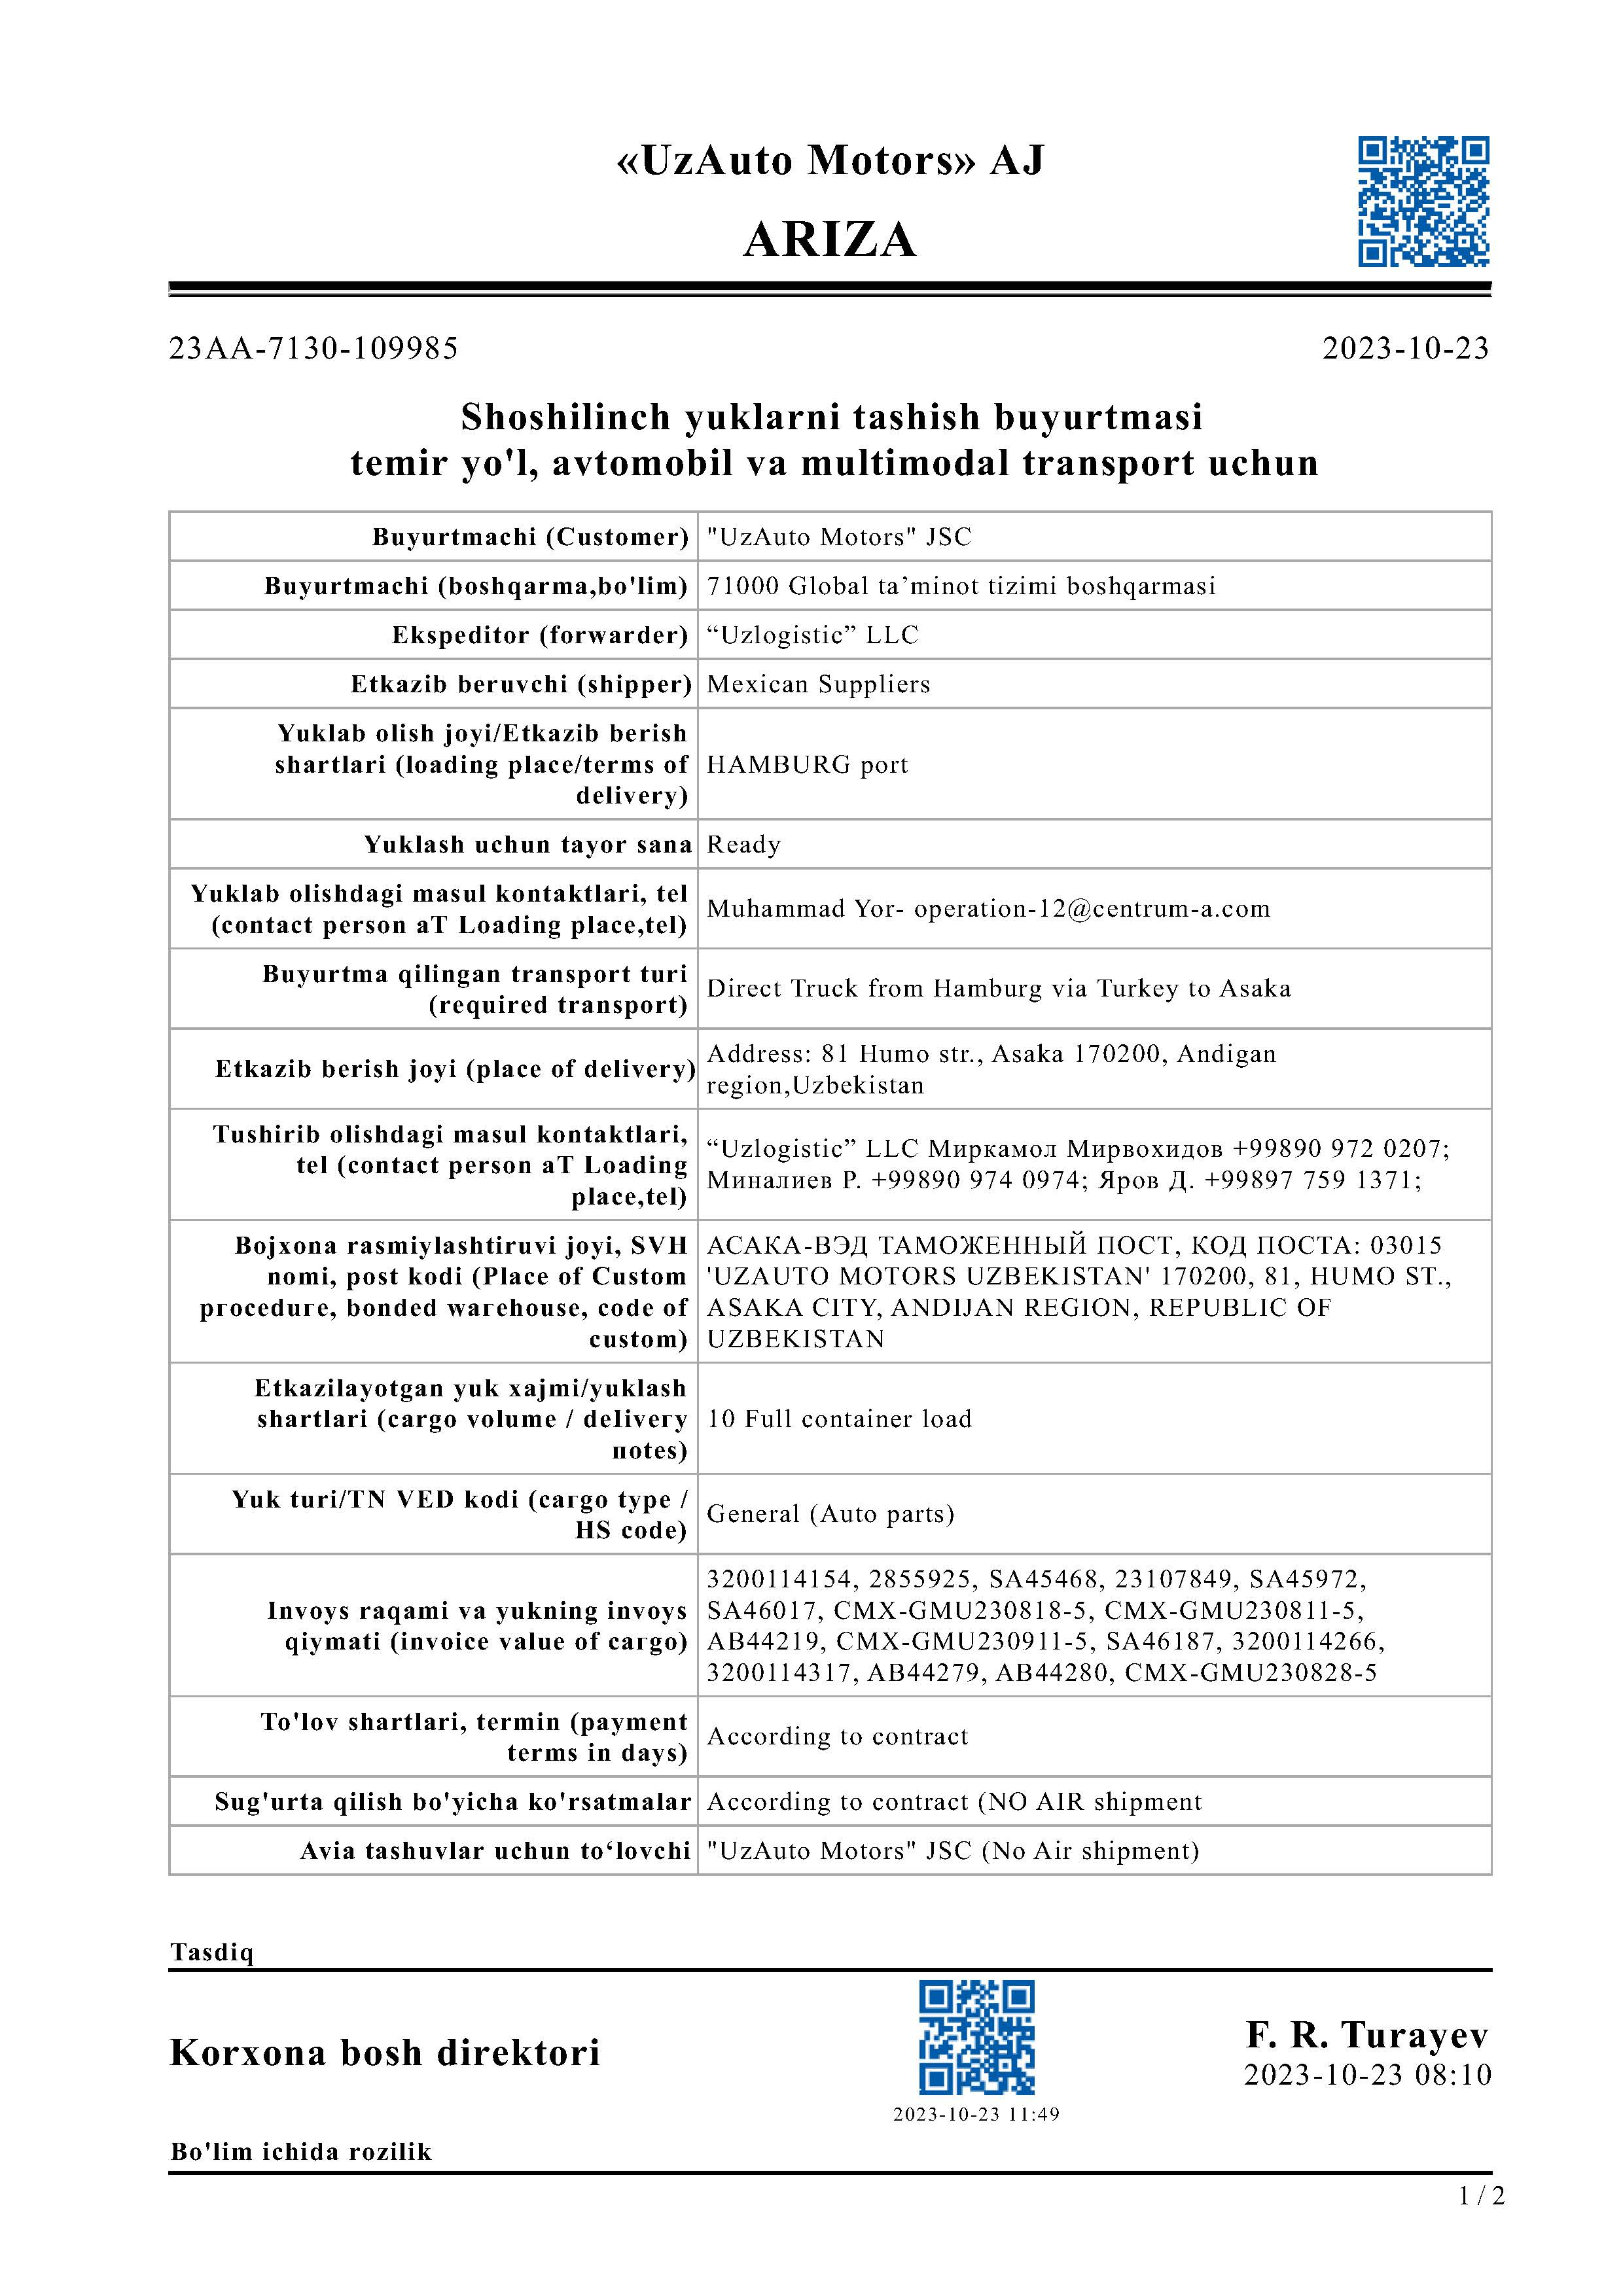 «UzAuto Motors» AJ
ARIZA
23AA-7130-109985
2023-10-23
Shoshilinch yuklarni tashish buyurtmasi
temir yo'l, avtomobil va multimodal transport uchun
Buyurtmachi (Customer)
"UzAuto Motors" JSC
Buyurtmachi (boshqarma,bo'lim)
71000 Global ta’minot tizimi boshqarmasi
Ekspeditor (forwarder)
“Uzlogistic” LLC
Etkazib beruvchi (shipper)
Mexican Suppliers
Yuklab olish joyi/Etkazib berish
shartlari (loading place/terms of
delivery)
HAMBURG port
Yuklash uchun tayor sana
Ready
Yuklab olishdagi masul kontaktlari, tel
(contact person aT Loading place,tel)
Muhammad Yor- operation-12@centrum-a.com
Buyurtma qilingan transport turi
(required transport)
Direct Truck from Hamburg via Turkey to Asaka
Etkazib berish joyi (place of delivery)
Address: 81 Humo str., Asaka 170200, Andigan
region,Uzbekistan
Tushirib olishdagi masul kontaktlari,
tel (contact person aT Loading
place,tel)
“Uzlogistic” LLC Миркамол Мирвохидов +99890 972 0207;
Миналиев Р. +99890 974 0974; Яров Д. +99897 759 1371;
Bojxona rasmiylashtiruvi joyi, SVH
nomi, post kodi (Place of Custom
procedure, bonded warehouse, code of
custom)
АСАКА-ВЭД ТАМОЖЕННЫЙ ПОСТ, КОД ПОСТА: 03015
'UZAUTO MOTORS UZBEKISTAN' 170200, 81, HUMO ST.,
ASAKA CITY, ANDIJAN REGION, REPUBLIC OF
UZBEKISTAN
Etkazilayotgan yuk xajmi/yuklash
shartlari (cargo volume / delivery
notes)
10 Full container load
Yuk turi/TN VED kodi (cargo type /
HS code)
General (Auto parts)
Invoys raqami va yukning invoys
qiymati (invoice value of cargo)
3200114154, 2855925, SA45468, 23107849, SA45972,
SA46017, CMX-GMU230818-5, CMX-GMU230811-5,
AB44219, CMX-GMU230911-5, SA46187, 3200114266,
3200114317, AB44279, AB44280, CMX-GMU230828-5
To'lov shartlari, termin (payment
terms in days)
According to contract
Sug'urta qilish bo'yicha ko'rsatmalar
According to contract (NO AIR shipment
Avia tashuvlar uchun to‘lovchi
"UzAuto Motors" JSC (No Air shipment)
Tasdiq
Korxona bosh direktori
F. R. Turayev
2023-10-23 08:10
2023-10-23 11:49
Bo'lim ichida rozilik
1 / 2